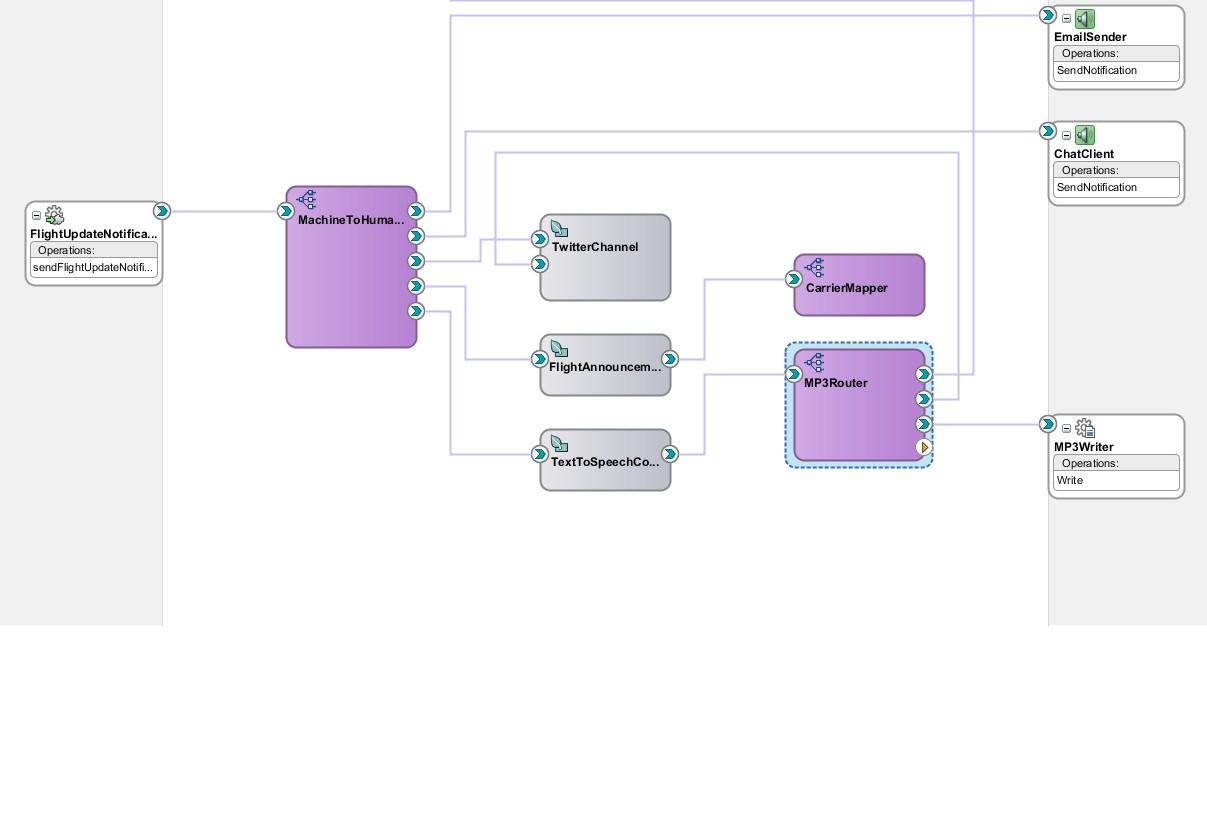 EmailSender
Operations:
SendNotification
ChatClient
Operations:
SendNotification
FlightUpdateNotifica...
Operations:
sendFlightUpdateNotifi...
MachineToHuma...
TwitterChannel
FlightAnnouncem...
TextToSpeechCo...
CarrierMapper
MP3Router
MP3Writer
Operations:
Write